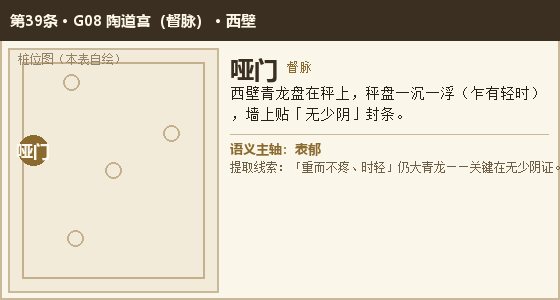 第39条·G08 陶道宫（督脉）·西壁
桩位图（本表自绘）
哑门
哑门 督脉
西壁青龙盘在秤上，秤盘一沉一浮（乍有轻时）
，墙上贴「无少阴」封条。
语义主轴：表郁
提取线索：「重而不疼、时轻」仍大青龙——关键在无少阴证。